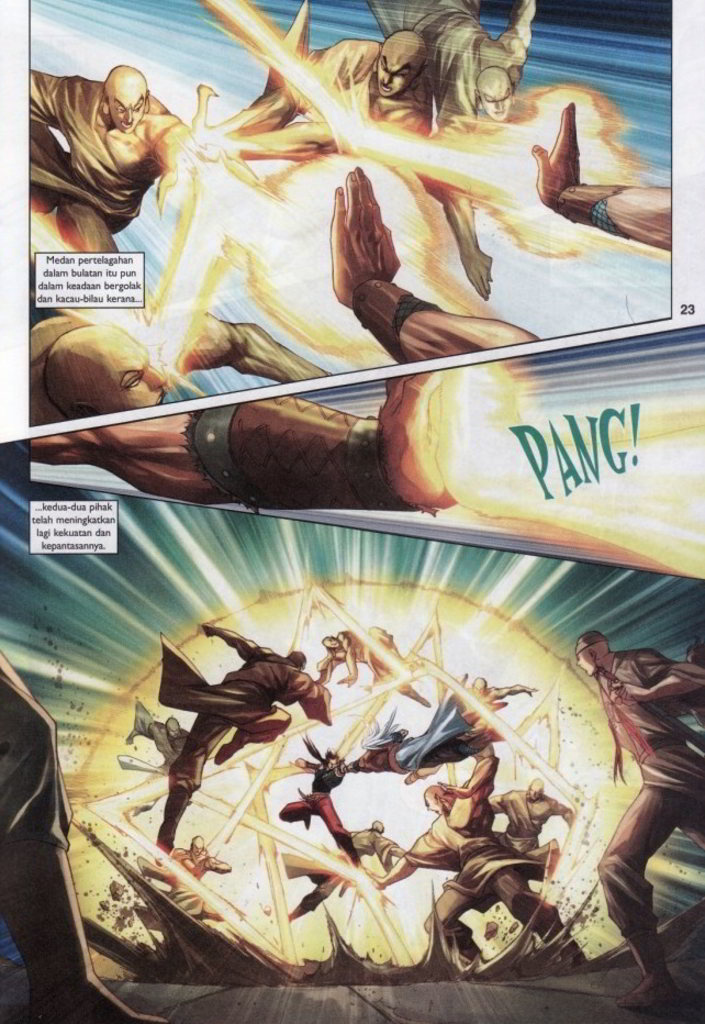 Medan pertelagahan
dalam bulatan itu pun
dalam keadaan bergolak
dan kacau-bilau kerana...
23
PANG!
...kedua-dua pihak
telah meningkatkan
lagi kekuatan dan
kepantasannya.